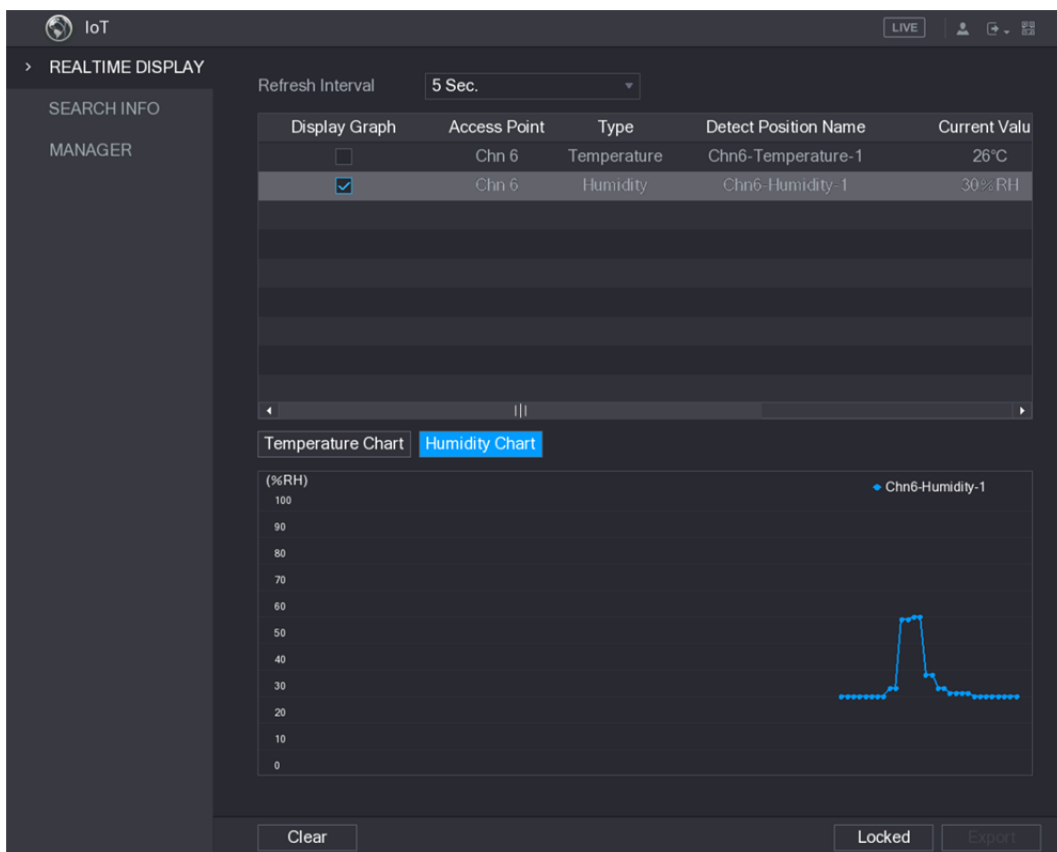 IoT
LIVE
REALTIME DISPLAY
SEARCH INFO
MANAGER
Refresh Interval 5 Sec.
Display Graph Access Point Type Detect Position Name Current Valu
Chn 6 Temperature Chn6-Temperature-1 26°C
Chn 6 Humidity Chn6-Humidity-1 30%RH
Temperature Chart Humidity Chart
(%RH)
Chn6-Humidity-1
100
90
80
70
60
50
40
30
20
10
0
Clear Locked Export